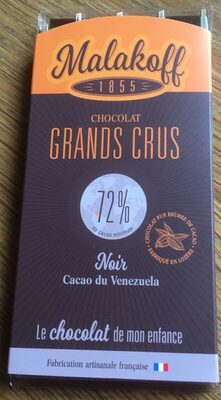 Malakoff
1855
CHOCOLAT
GRANDS CRUS
72%
de cacao minimum
CHOCOLAT PUR BEURRE DE CACAO
FABRIQUÉ EN LOZÈRE
Noir
Cacao du Venezuela
Le chocolat de mon enfance
Fabrication artisanale française